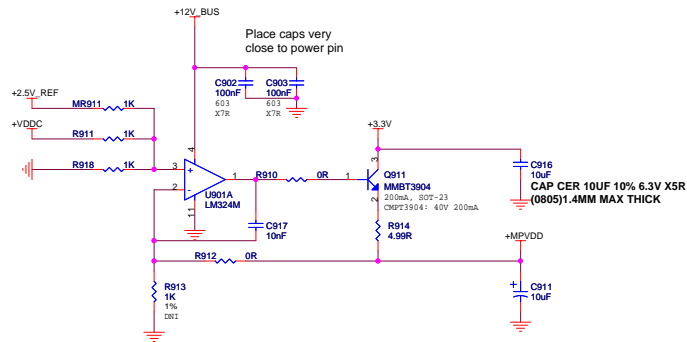 +12V_BUS
Place caps very
close to power pin
C902
100nF
603
X7R
C903
100nF
603
X7R
+2.5V_REF
MR911 1K
+VDDC
R911 1K
R918 1K
+3.3V
4
3
+
2
-
1
11
U901A
LM324M
R910 0R
1
3
2
Q911
MMBT3904
200mA, SOT-23
CMPT3904: 40V 200mA
C916
10uF
CAP CER 10UF 10% 6.3V X5R
(0805)1.4MM MAX THICK
C917
10nF
R914
4.99R
+MPVDD
R912 0R
R913
1K
1%
DNI
+
C911
10uF